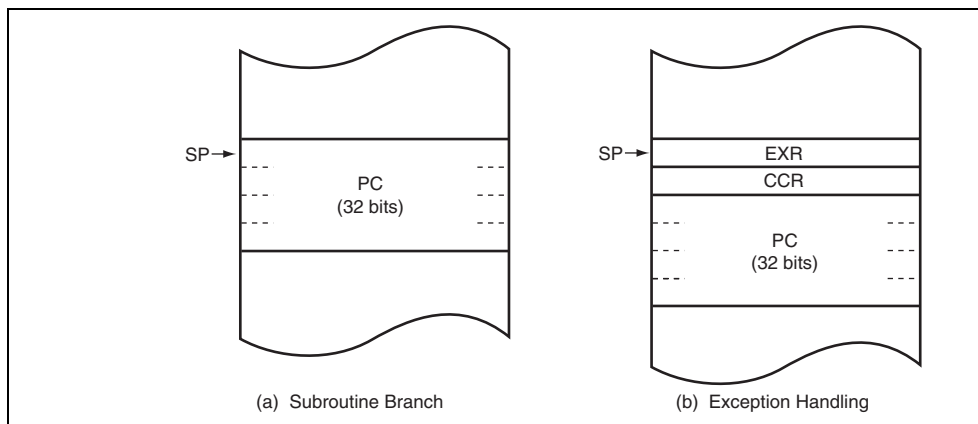 SP
PC
(32 bits)
(a) Subroutine Branch
SP
EXR
CCR
PC
(32 bits)
(b) Exception Handling